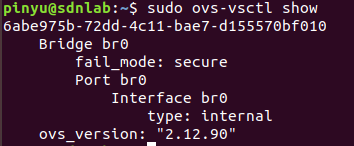 pinyu@sdnlab:~$ sudo ovs-vsctl show
6abe975b-72dd-4c11-bae7-d155570bf010
    Bridge br0
        fail_mode: secure
        Port br0
            Interface br0
                type: internal
    ovs_version: "2.12.90"